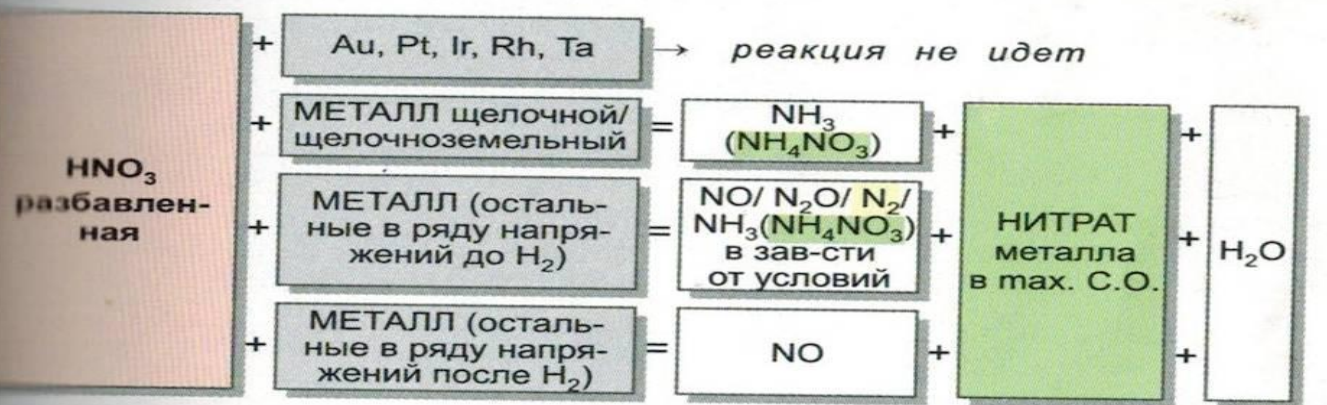 HNO₃
разбавлен-
ная
+ Au, Pt, Ir, Rh, Ta → реакция не идет
+ МЕТАЛЛ щелочной/
щелочноземельный
= NH₃
(NH₄NO₃)
+ МЕТАЛЛ (осталь-
ные в ряду напря-
жений до H₂)
= NO/ N₂O/ N₂/
NH₃(NH₄NO₃)
в зав-сти
от условий
+ МЕТАЛЛ (осталь-
ные в ряду напря-
жений после H₂)
= NO
+
+
+
НИТРАТ
металла
в max. С.О.
+
+
+
H₂O